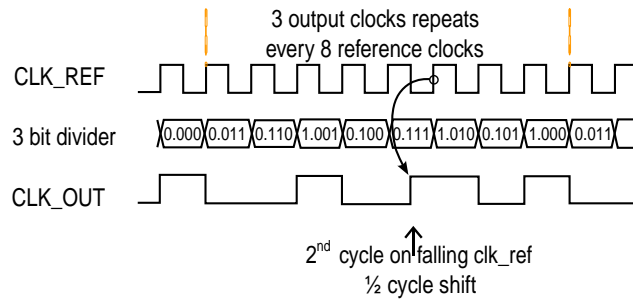 3 output clocks repeats
every 8 reference clocks
CLK_REF
3 bit divider 0.000 0.011 0.110 1.001 0.100 0.111 1.010 0.101 1.000 0.011
CLK_OUT
2nd cycle on falling clk_ref
½ cycle shift